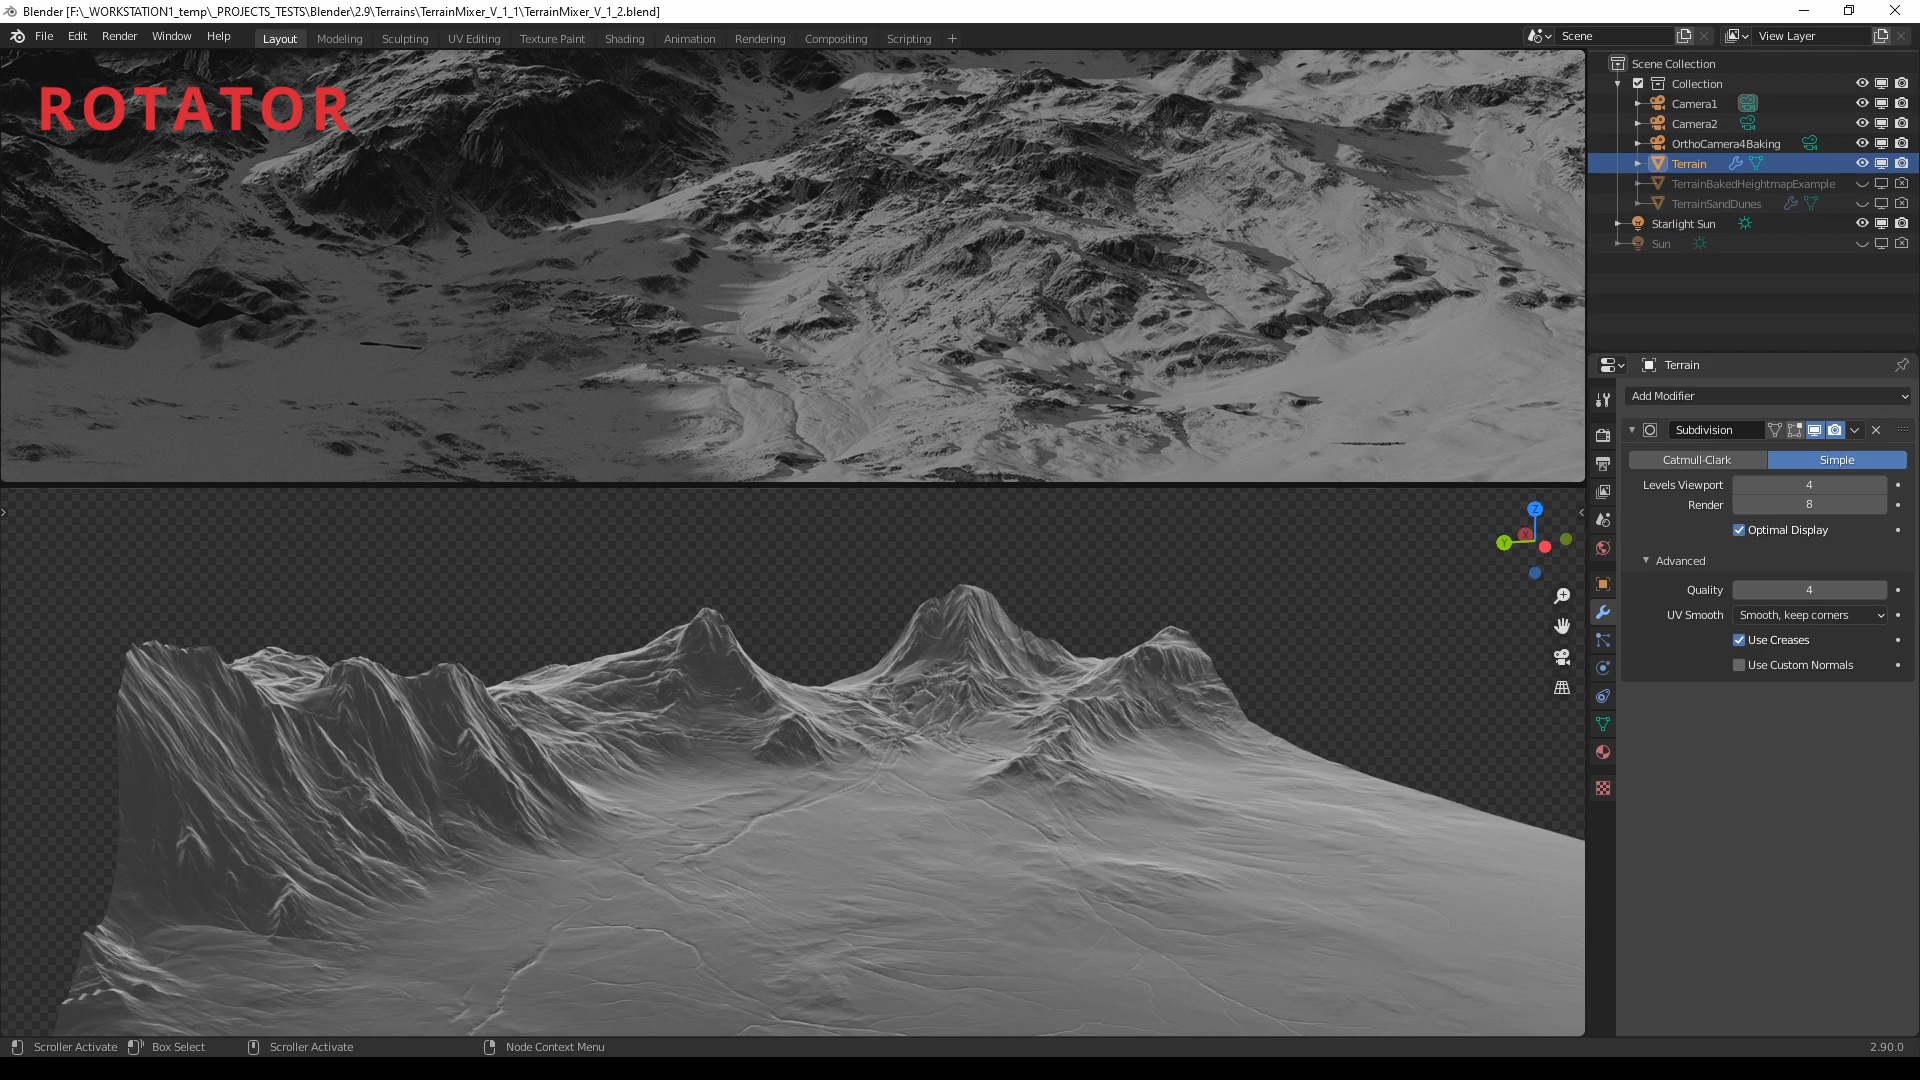 Blender [F:\_WORKSTATION1_temp\_PROJECTS_TESTS\Blender\2.9\Terrains\TerrainMixer_V_1_1\TerrainMixer_V_1_2.blend]
File Edit Render Window Help Layout Modeling Sculpting UV Editing Texture Paint Shading Animation Rendering Compositing Scripting + Scene View Layer
ROTATOR
Scene Collection
Collection
Camera1
Camera2
OrthoCamera4Baking
Terrain
TerrainBakedHeightmapExample
TerrainSandDunes
Starlight Sun
Sun
Terrain
Add Modifier
Subdivision
Catmull-Clark Simple
Levels Viewport 4
Render 8
Optimal Display
Advanced
Quality 4
UV Smooth Smooth, keep corners
Use Creases
Use Custom Normals
Z
X
Y
Scroller Activate Box Select Scroller Activate Node Context Menu 2.90.0